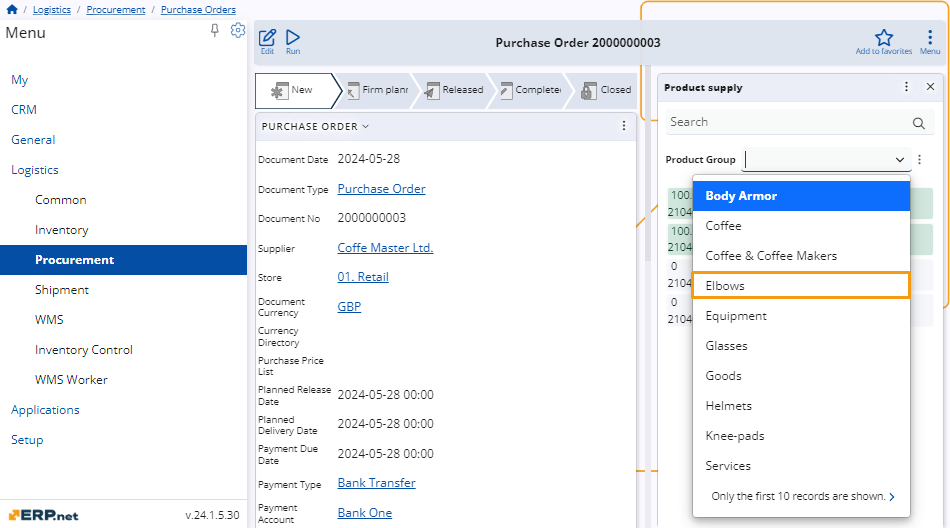 / Logistics / Procurement / Purchase Orders
Menu
My
CRM
General
Logistics
Common
Inventory
Procurement
Shipment
WMS
Inventory Control
WMS Worker
Applications
Setup
ERP.net
v.24.1.5.30
Edit
Run
Purchase Order 2000000003
Add to favorites
Menu
New
Firm plann
Released
Complete
Closed
PURCHASE ORDER
Document Date 2024-05-28
Document Type Purchase Order
Document No 2000000003
Supplier Coffe Master Ltd.
Store 01. Retail
Document
Currency GBP
Currency
Directory
Purchase Price
List
Planned Release
Date 2024-05-28 00:00
Planned
Delivery Date 2024-05-28 00:00
Payment Due
Date 2024-05-28 00:00
Payment Type Bank Transfer
Payment
Account Bank One
Product supply
Search
Product Group
100.
2104
100.
2104
0
2104
0
2104
Body Armor
Coffee
Coffee & Coffee Makers
Elbows
Equipment
Glasses
Goods
Helmets
Knee-pads
Services
Only the first 10 records are shown.